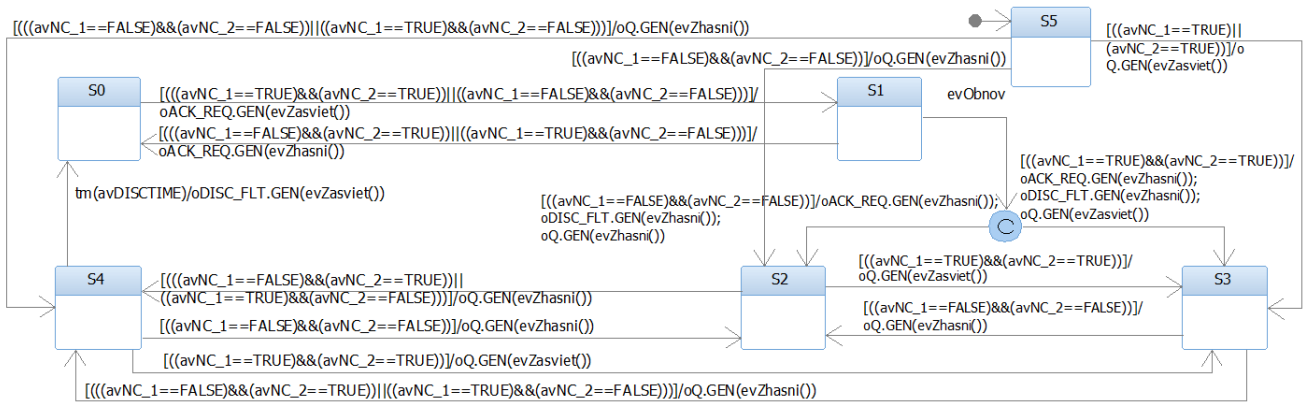 [(((avNC_1==FALSE)&&(avNC_2==FALSE))||((avNC_1==TRUE)&&(avNC_2==FALSE)))]/oQ.GEN(evZhasni())
S5
[((avNC_1==TRUE)||
(avNC_2==TRUE))]/o
Q.GEN(evZasviet())
[((avNC_1==FALSE)&&(avNC_2==FALSE))]/oQ.GEN(evZhasni())
S0
[(((avNC_1==TRUE)&&(avNC_2==TRUE))||((avNC_1==FALSE)&&(avNC_2==FALSE)))]/
oACK_REQ.GEN(evZasviet())
S1
evObnov
[(((avNC_1==FALSE)&&(avNC_2==TRUE))||((avNC_1==TRUE)&&(avNC_2==FALSE)))]/
oACK_REQ.GEN(evZhasni())
[((avNC_1==TRUE)&&(avNC_2==TRUE))]/
oACK_REQ.GEN(evZhasni());
oDISC_FLT.GEN(evZhasni());
oQ.GEN(evZasviet())
tm(avDISCTIME)/oDISC_FLT.GEN(evZasviet())
[((avNC_1==FALSE)&&(avNC_2==FALSE))]/oACK_REQ.GEN(evZhasni());
oDISC_FLT.GEN(evZhasni());
oQ.GEN(evZhasni())
C
S4
[(((avNC_1==FALSE)&&(avNC_2==TRUE))||
((avNC_1==TRUE)&&(avNC_2==FALSE)))]/oQ.GEN(evZhasni())
S2
[((avNC_1==TRUE)&&(avNC_2==TRUE))]/
oQ.GEN(evZasviet())
S3
[((avNC_1==FALSE)&&(avNC_2==FALSE))]/oQ.GEN(evZhasni())
[((avNC_1==FALSE)&&(avNC_2==FALSE))]/
oQ.GEN(evZhasni())
[((avNC_1==TRUE)&&(avNC_2==TRUE))]/oQ.GEN(evZasviet())
[(((avNC_1==FALSE)&&(avNC_2==TRUE))||((avNC_1==TRUE)&&(avNC_2==FALSE)))]/oQ.GEN(evZhasni())